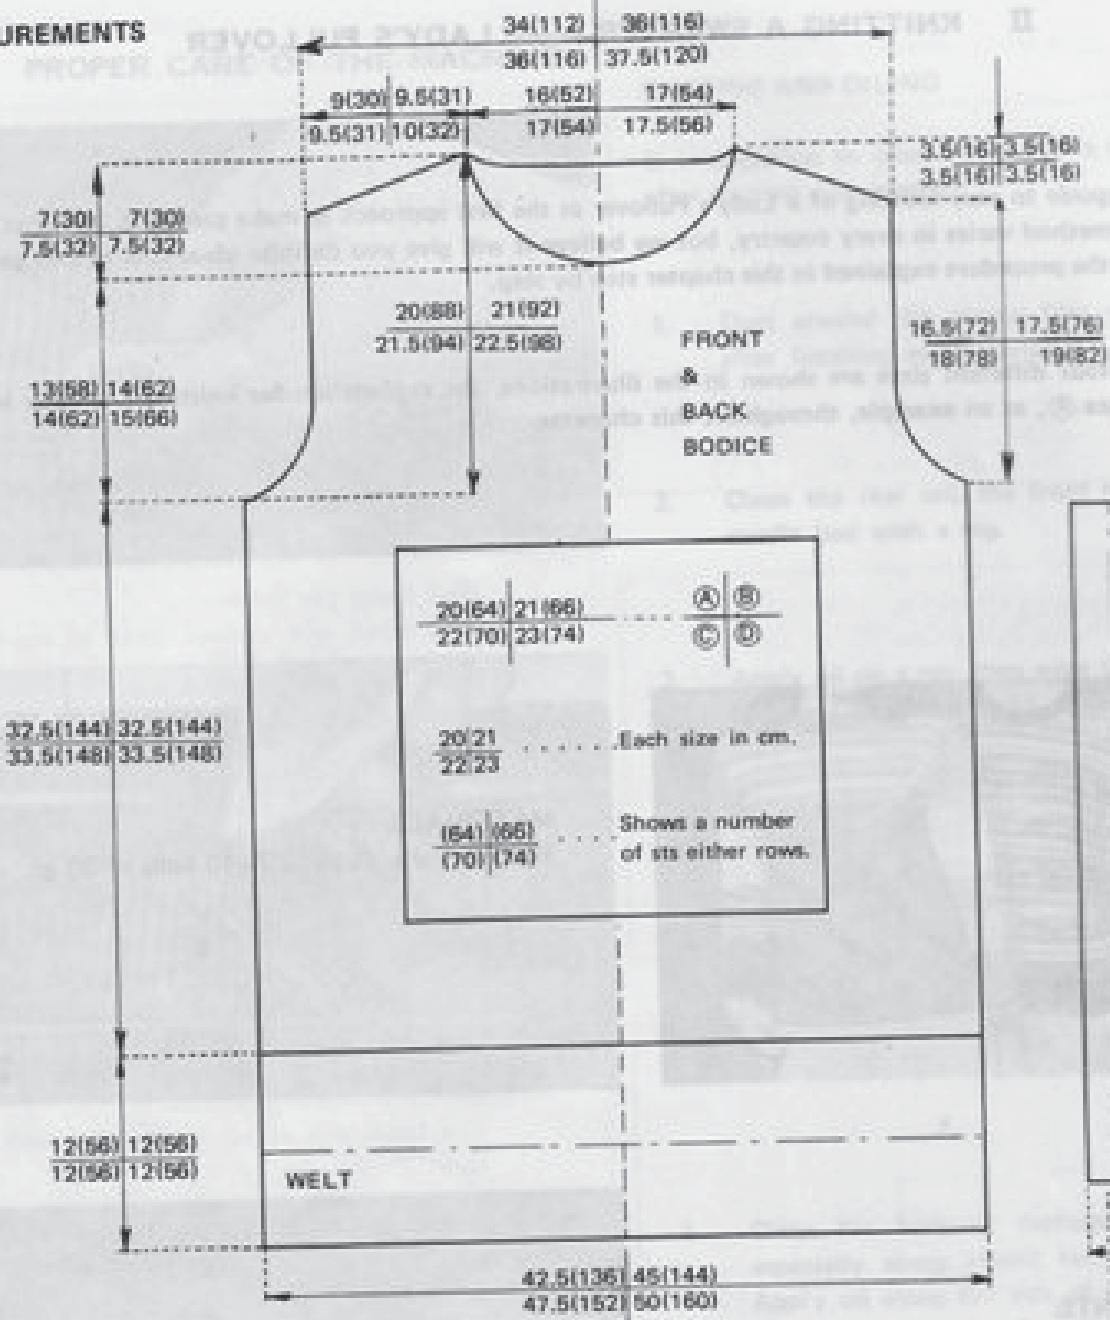 UREMENTS
34(112) 36(116)
36(116) 37.5(120)
9(30) 9.5(31) 16(52) 17(54)
9.5(31) 10(32) 17(54) 17.5(56)
3.5(16) 3.5(16)
3.5(16) 3.5(16)
7(30) 7(30)
7.5(32) 7.5(32)
20(88) 21(92)
21.5(94) 22.5(98)
FRONT
&
BACK
BODICE
16.5(72) 17.5(76)
18(78) 19(82)
13(58) 14(62)
14(62) 15(66)
20(64) 21(66) ...... Ⓐ Ⓑ
22(70) 23(74) Ⓒ Ⓓ
20 21 ...... Each size in cm.
22 23
(64) (66) .... Shows a number
(70) (74) of sts either rows.
32.5(144) 32.5(144)
33.5(148) 33.5(148)
12(56) 12(56)
12(56) 12(56)
WELT
42.5(136) 45(144)
47.5(152) 50(160)